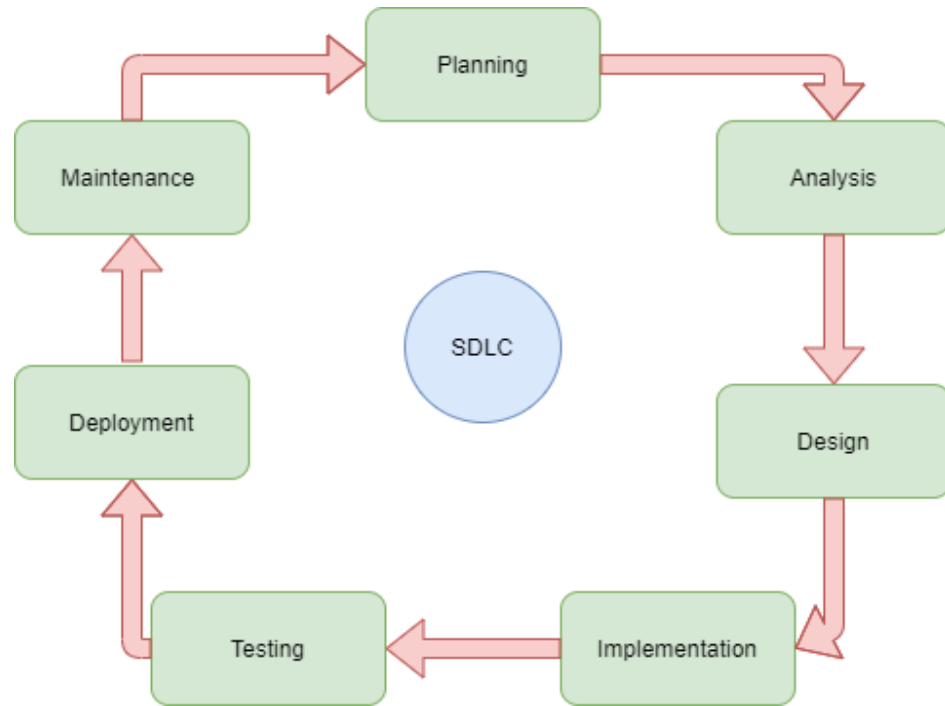 Planning
Maintenance
Analysis
SDLC
Deployment
Design
Testing
Implementation